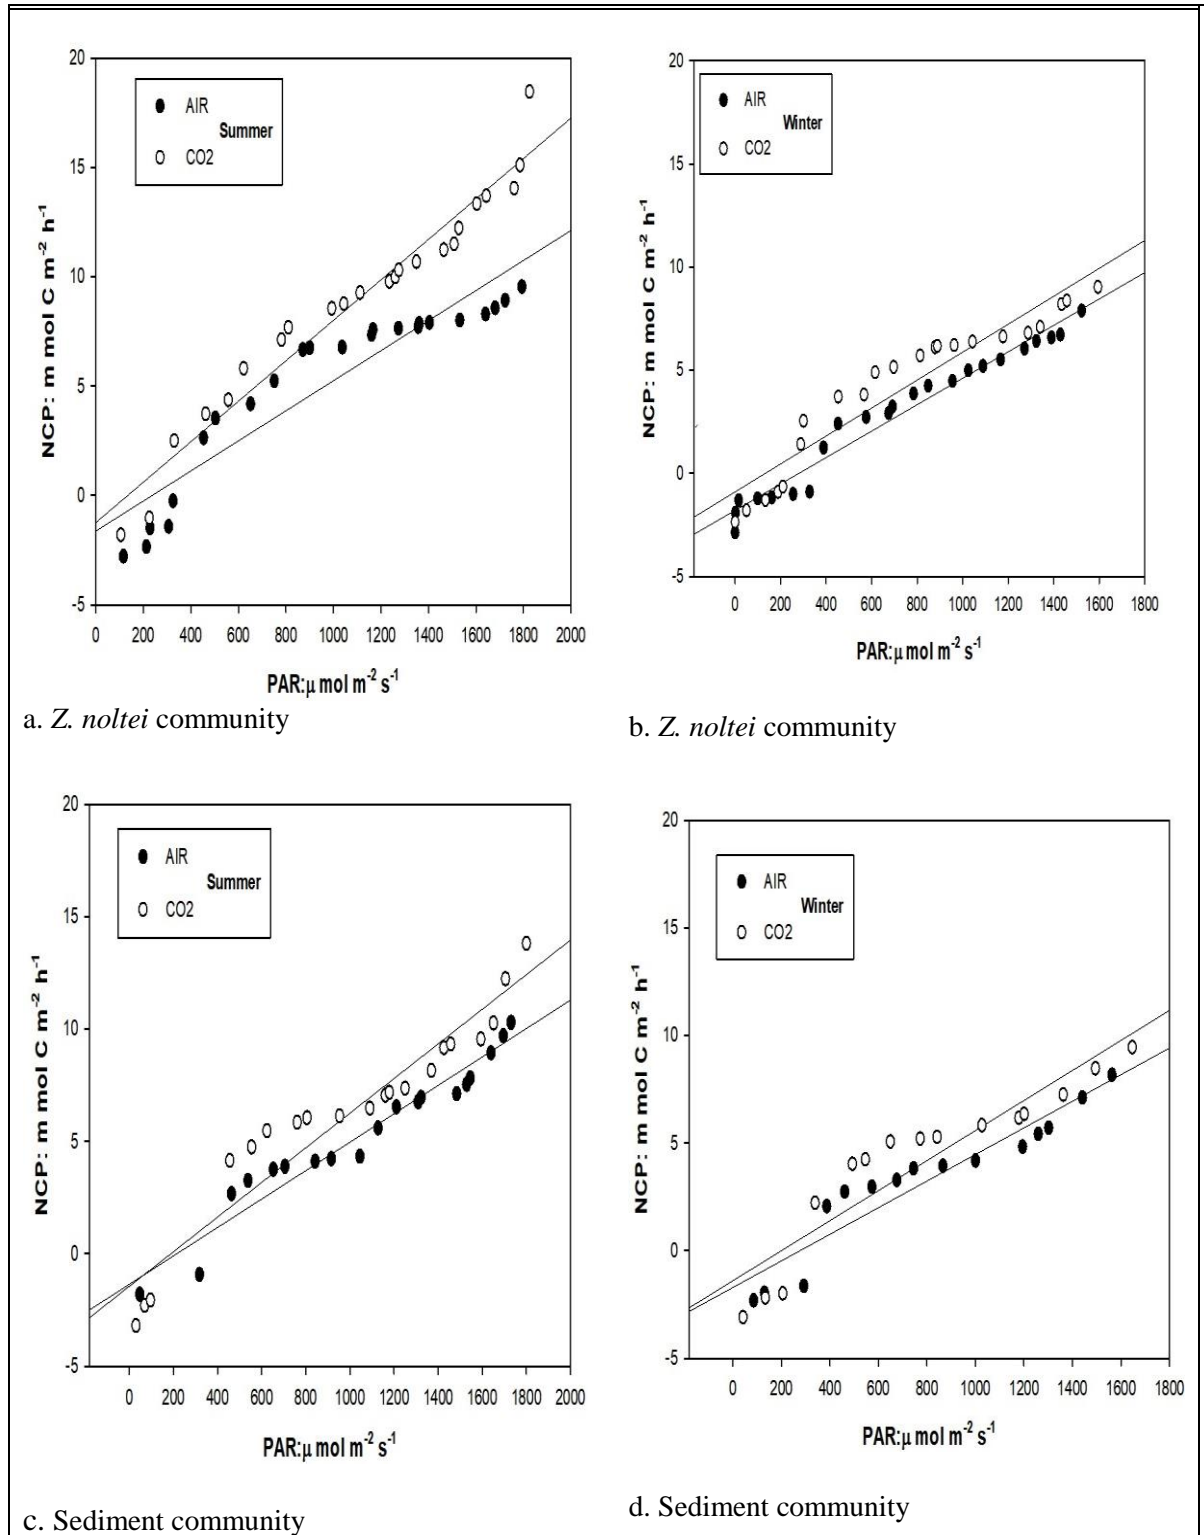 20
15
10
5
0
-5
NCP: m mol C m⁻² h⁻¹
AIR
Summer
CO2
0 200 400 600 800 1000 1200 1400 1600 1800 2000
PAR:μ mol m⁻² s⁻¹
a. Z. noltei community
20
15
10
5
0
-5
NCP: m mol C m⁻² h⁻¹
AIR
Winter
CO2
0 200 400 600 800 1000 1200 1400 1600 1800
PAR:μ mol m⁻² s⁻¹
b. Z. noltei community
20
15
10
5
0
-5
NCP: m mol C m⁻² h⁻¹
AIR
Summer
CO2
0 200 400 600 800 1000 1200 1400 1600 1800 2000
PAR:μ mol m⁻² s⁻¹
c. Sediment community
20
15
10
5
0
-5
NCP: m mol C m⁻² h⁻¹
AIR
Winter
CO2
0 200 400 600 800 1000 1200 1400 1600 1800
PAR:μ mol m⁻² s⁻¹
d. Sediment community